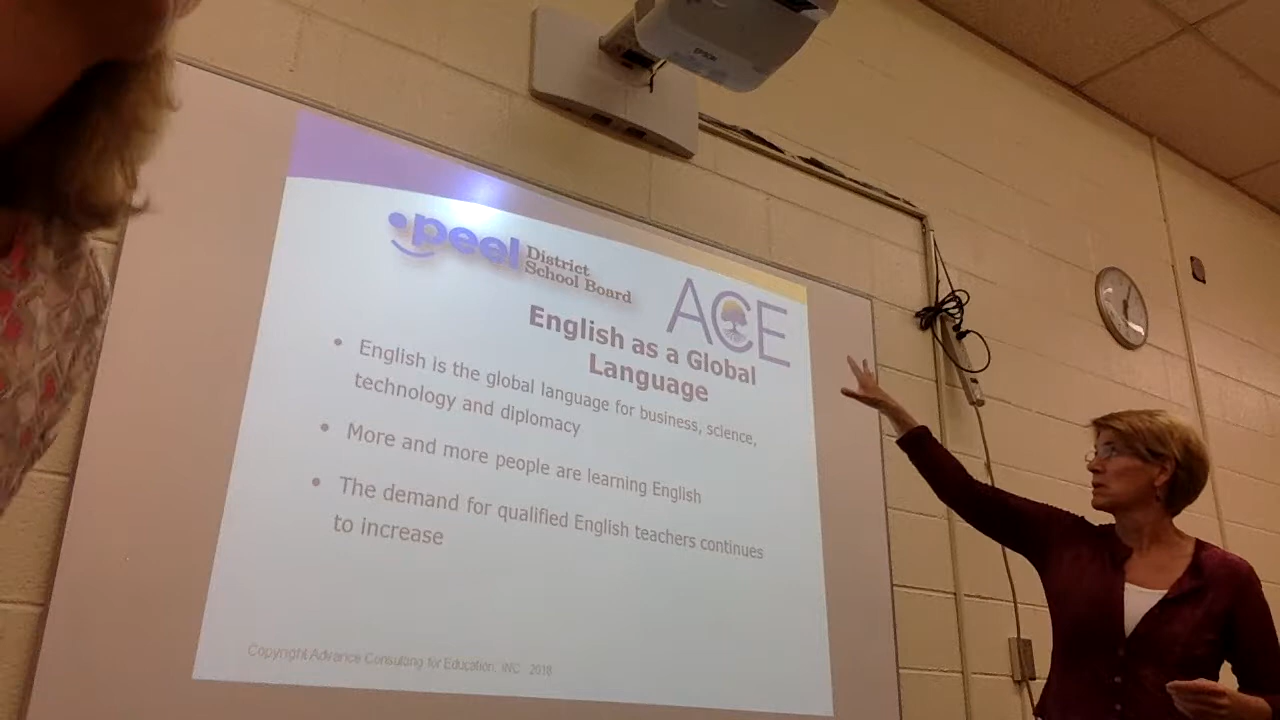 EPSON
peel District
School Board
ACE
English as a Global
Language
• English is the global language for business, science,
technology and diplomacy
• More and more people are learning English
• The demand for qualified English teachers continues
to increase
Copyright Advance Consulting for Education, INC 2018